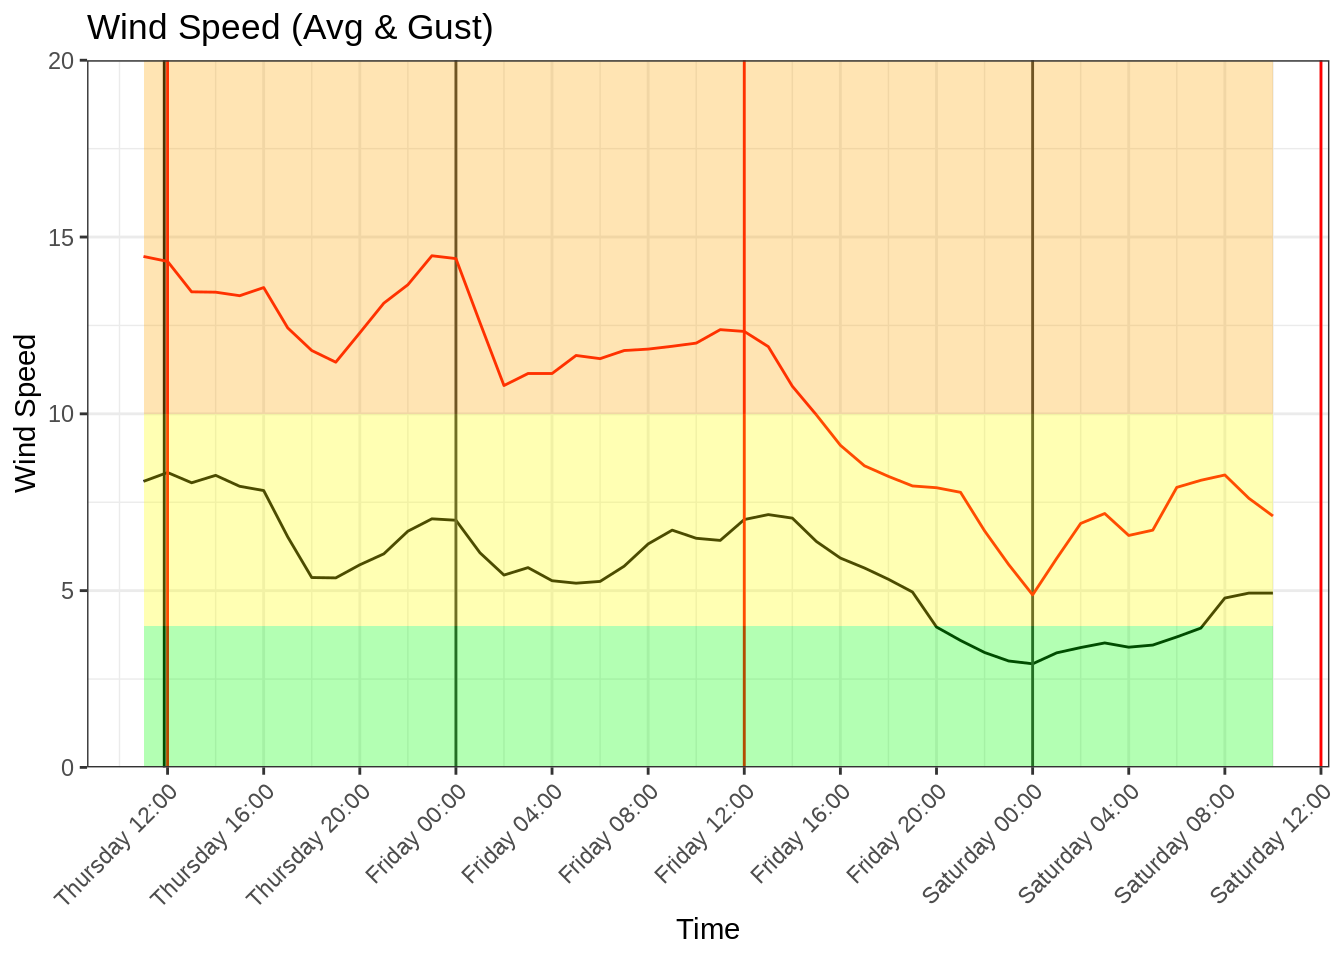 Wind Speed (Avg & Gust)
Wind Speed
20
15
10
5
0
Thursday 12:00
Thursday 16:00
Thursday 20:00
Friday 00:00
Friday 04:00
Friday 08:00
Friday 12:00
Friday 16:00
Friday 20:00
Saturday 00:00
Saturday 04:00
Saturday 08:00
Saturday 12:00
Time